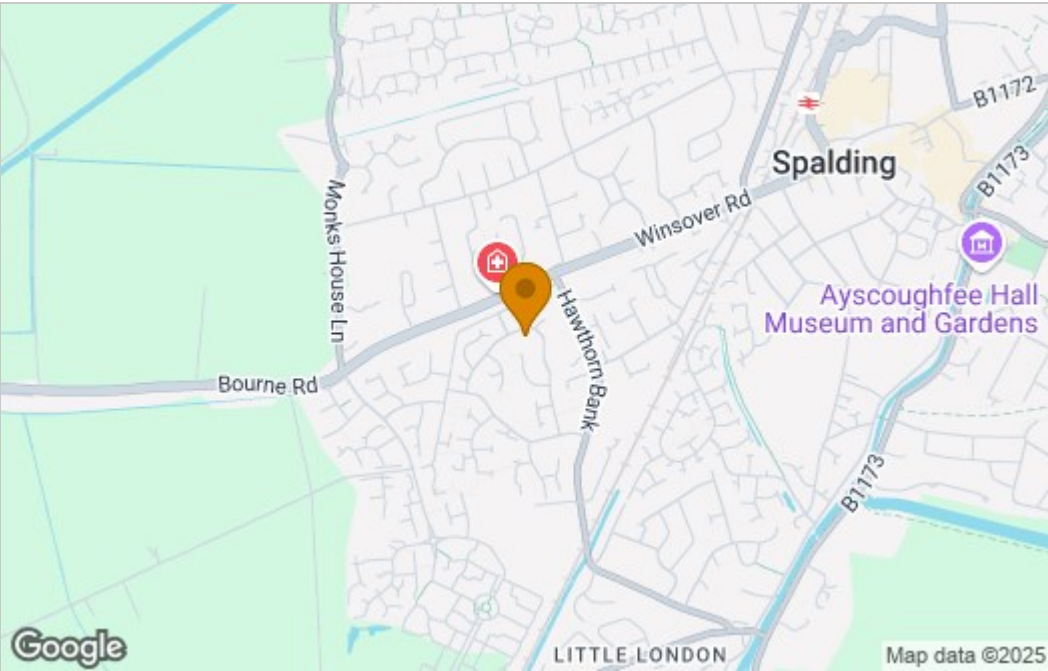 B1172
B1173
Spalding
Monks House Ln
Winsover Rd
Ayscoughfee Hall
Museum and Gardens
Hawthorn Bank
Bourne Rd
B1173
LITTLE LONDON
Google
Map data ©2025